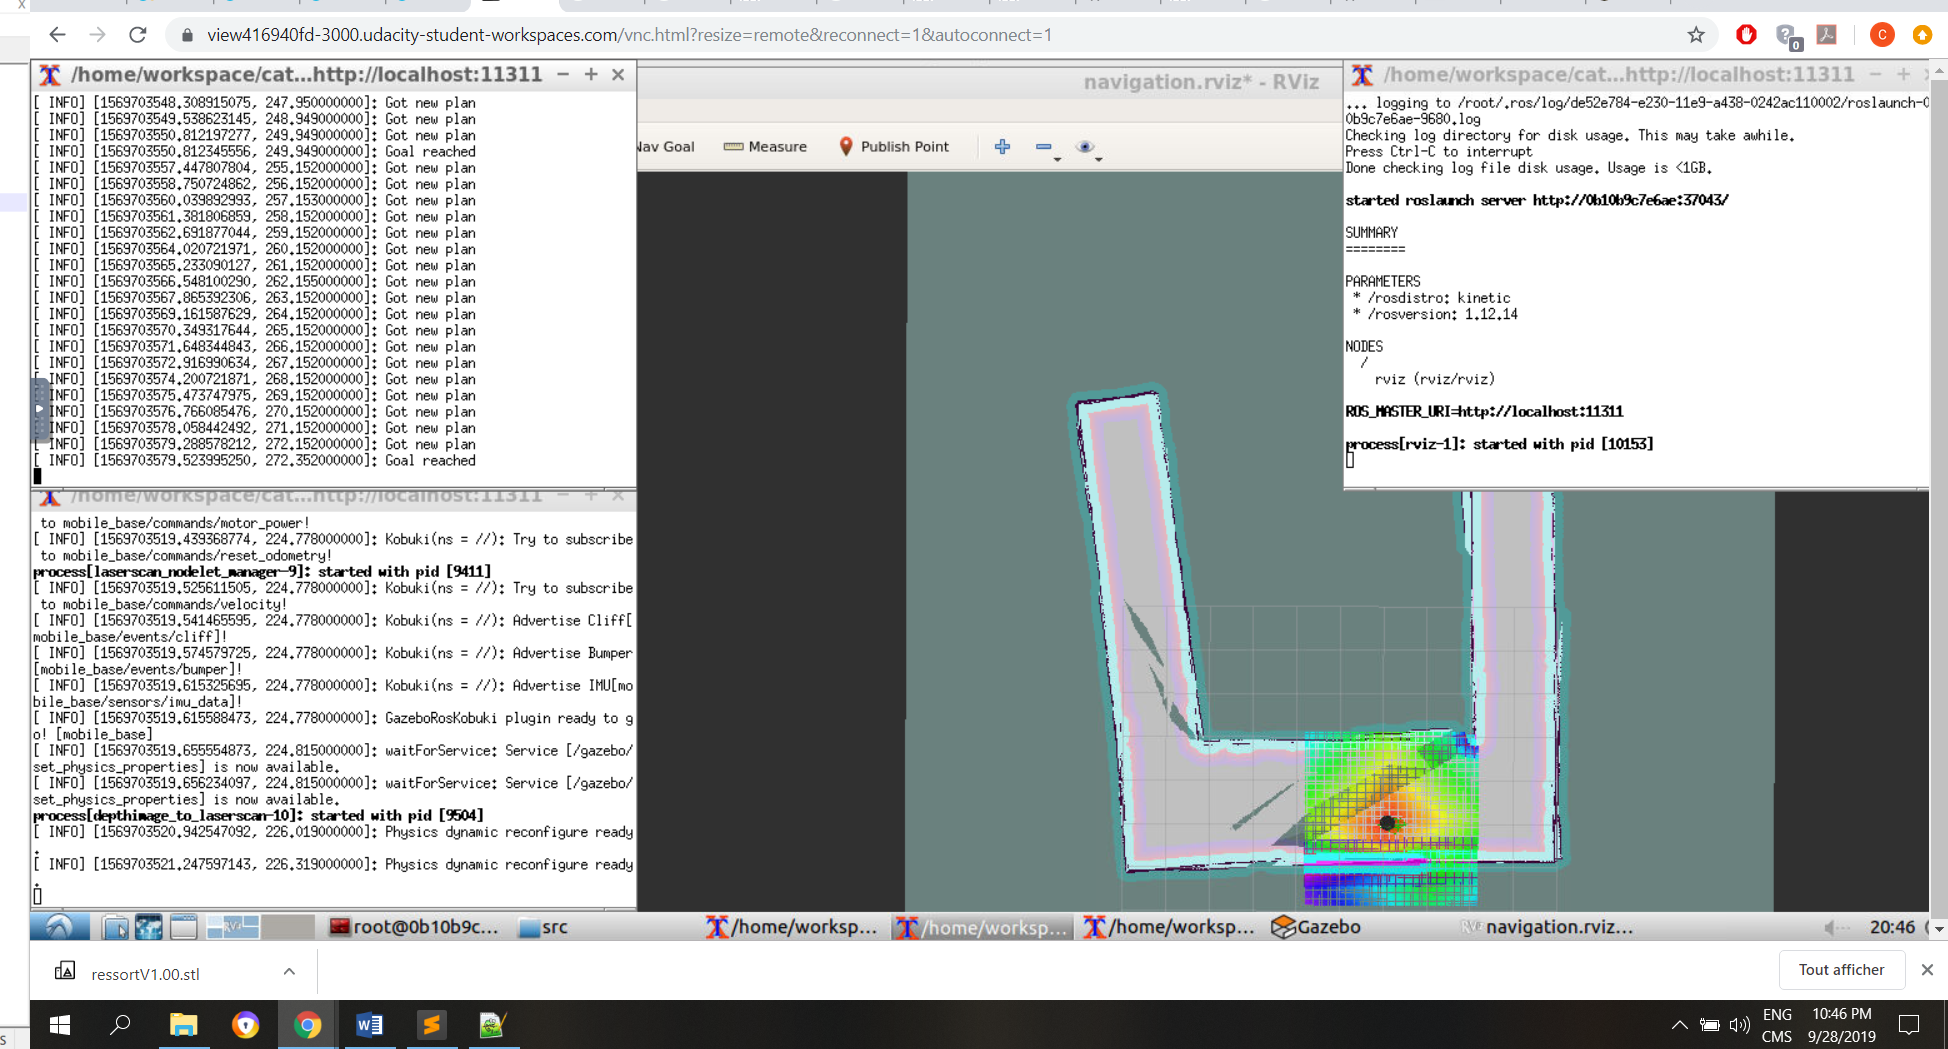 view416940fd-3000.udacity-student-workspaces.com/vnc.html?resize=remote&reconnect=1&autoconnect=1
0
C
/home/workspace/cat...http://localhost:11311
[ INFO] [1569703548.308915075, 247.950000000]: Got new plan
[ INFO] [1569703549.538623145, 248.949000000]: Got new plan
[ INFO] [1569703550.812197277, 249.949000000]: Got new plan
[ INFO] [1569703550.812345556, 249.949000000]: Goal reached
[ INFO] [1569703557.447807804, 255.152000000]: Got new plan
[ INFO] [1569703558.750724862, 256.152000000]: Got new plan
[ INFO] [1569703560.039892993, 257.153000000]: Got new plan
[ INFO] [1569703561.381806859, 258.152000000]: Got new plan
[ INFO] [1569703562.691877044, 259.152000000]: Got new plan
[ INFO] [1569703564.020721971, 260.152000000]: Got new plan
[ INFO] [1569703565.233090127, 261.152000000]: Got new plan
[ INFO] [1569703566.548100290, 262.155000000]: Got new plan
[ INFO] [1569703567.865392306, 263.152000000]: Got new plan
[ INFO] [1569703569.161587629, 264.152000000]: Got new plan
[ INFO] [1569703570.349317644, 265.152000000]: Got new plan
[ INFO] [1569703571.648344843, 266.152000000]: Got new plan
[ INFO] [1569703572.916990634, 267.152000000]: Got new plan
[ INFO] [1569703574.200721871, 268.152000000]: Got new plan
INFO] [1569703575.473747975, 269.152000000]: Got new plan
INFO] [1569703576.766085476, 270.152000000]: Got new plan
INFO] [1569703578.058442492, 271.152000000]: Got new plan
[ INFO] [1569703579.288578212, 272.152000000]: Got new plan
[ INFO] [1569703579.523995250, 272.352000000]: Goal reached
/home/workspace/cat...http://localhost:11311
to mobile_base/commands/motor_power!
[ INFO] [1569703519.439368774, 224.778000000]: Kobuki(ns = //): Try to subscribe
to mobile_base/commands/reset_odometry!
process[laserscan_nodelet_manager-9]: started with pid [9411]
[ INFO] [1569703519.525611505, 224.778000000]: Kobuki(ns = //): Try to subscribe
to mobile_base/commands/velocity!
[ INFO] [1569703519.541465595, 224.778000000]: Kobuki(ns = //): Advertise Cliff[
mobile_base/events/cliff]!
[ INFO] [1569703519.574579725, 224.778000000]: Kobuki(ns = //): Advertise Bumper
[mobile_base/events/bumper]!
[ INFO] [1569703519.615325695, 224.778000000]: Kobuki(ns = //): Advertise IMU[mo
bile_base/sensors/imu_data]!
[ INFO] [1569703519.615588473, 224.778000000]: GazeboRosKobuki plugin ready to g
o! [mobile_base]
[ INFO] [1569703519.655554873, 224.815000000]: waitForService: Service [/gazebo/
set_physics_properties] is now available.
[ INFO] [1569703519.656234097, 224.815000000]: waitForService: Service [/gazebo/
set_physics_properties] is now available.
process[depthimage_to_laserscan-10]: started with pid [9504]
[ INFO] [1569703520.942547092, 226.019000000]: Physics dynamic reconfigure ready
.
[ INFO] [1569703521.247597143, 226.319000000]: Physics dynamic reconfigure ready
.
navigation.rviz* - RViz
Nav Goal
Measure
Publish Point
/home/workspace/cat...http://localhost:11311
... logging to /root/.ros/log/de52e784-e230-11e9-a438-0242ac110002/roslaunch-0
0b9c7e6ae-9680.log
Checking log directory for disk usage. This may take awhile.
Press Ctrl-C to interrupt
Done checking log file disk usage. Usage is <1GB.
started roslaunch server http://0b10b9c7e6ae:37043/
SUMMARY
========
PARAMETERS
* /rosdistro: kinetic
* /rosversion: 1.12.14
NODES
/
rviz (rviz/rviz)
ROS_MASTER_URI=http://localhost:11311
process[rviz-1]: started with pid [10153]
root@0b10b9c...
src
/home/worksp...
/home/worksp...
/home/worksp...
Gazebo
navigation.rviz...
20:46
ressortV1.00.stl
Tout afficher
ENG
CMS
10:46 PM
9/28/2019